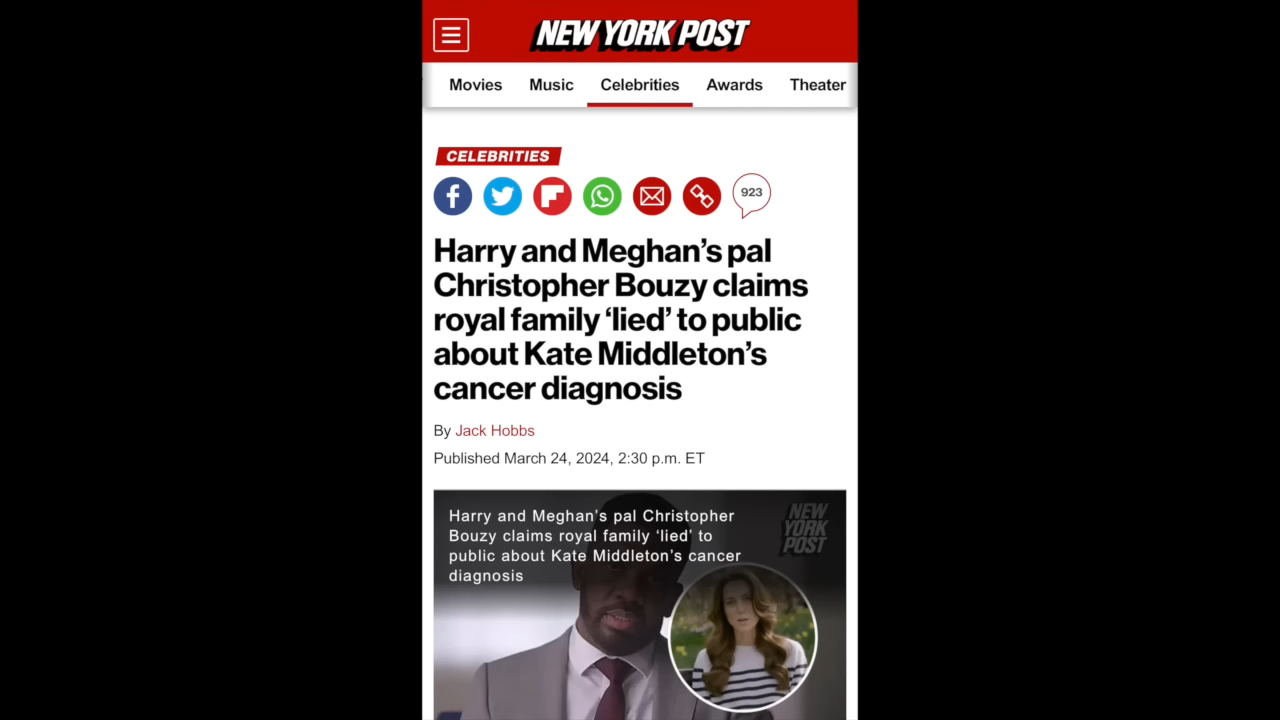 NEW YORK POST
Movies Music Celebrities Awards Theater
CELEBRITIES
923
Harry and Meghan’s pal
Christopher Bouzy claims
royal family ‘lied’ to public
about Kate Middleton’s
cancer diagnosis
By Jack Hobbs
Published March 24, 2024, 2:30 p.m. ET
Harry and Meghan’s pal Christopher
Bouzy claims royal family ‘lied’ to
public about Kate Middleton’s cancer
diagnosis
NEW
YORK
POST